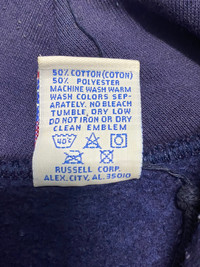 50% COTTON (COTON)
50% POLYESTER
MACHINE WASH WARM
WASH COLORS SEP-
ARATELY. NO BLEACH
TUMBLE, DRY LOW
DO NOT IRON OR DRY
CLEAN EMBLEM
40°C
RUSSELL CORP.
ALEX. CITY, AL. 35010